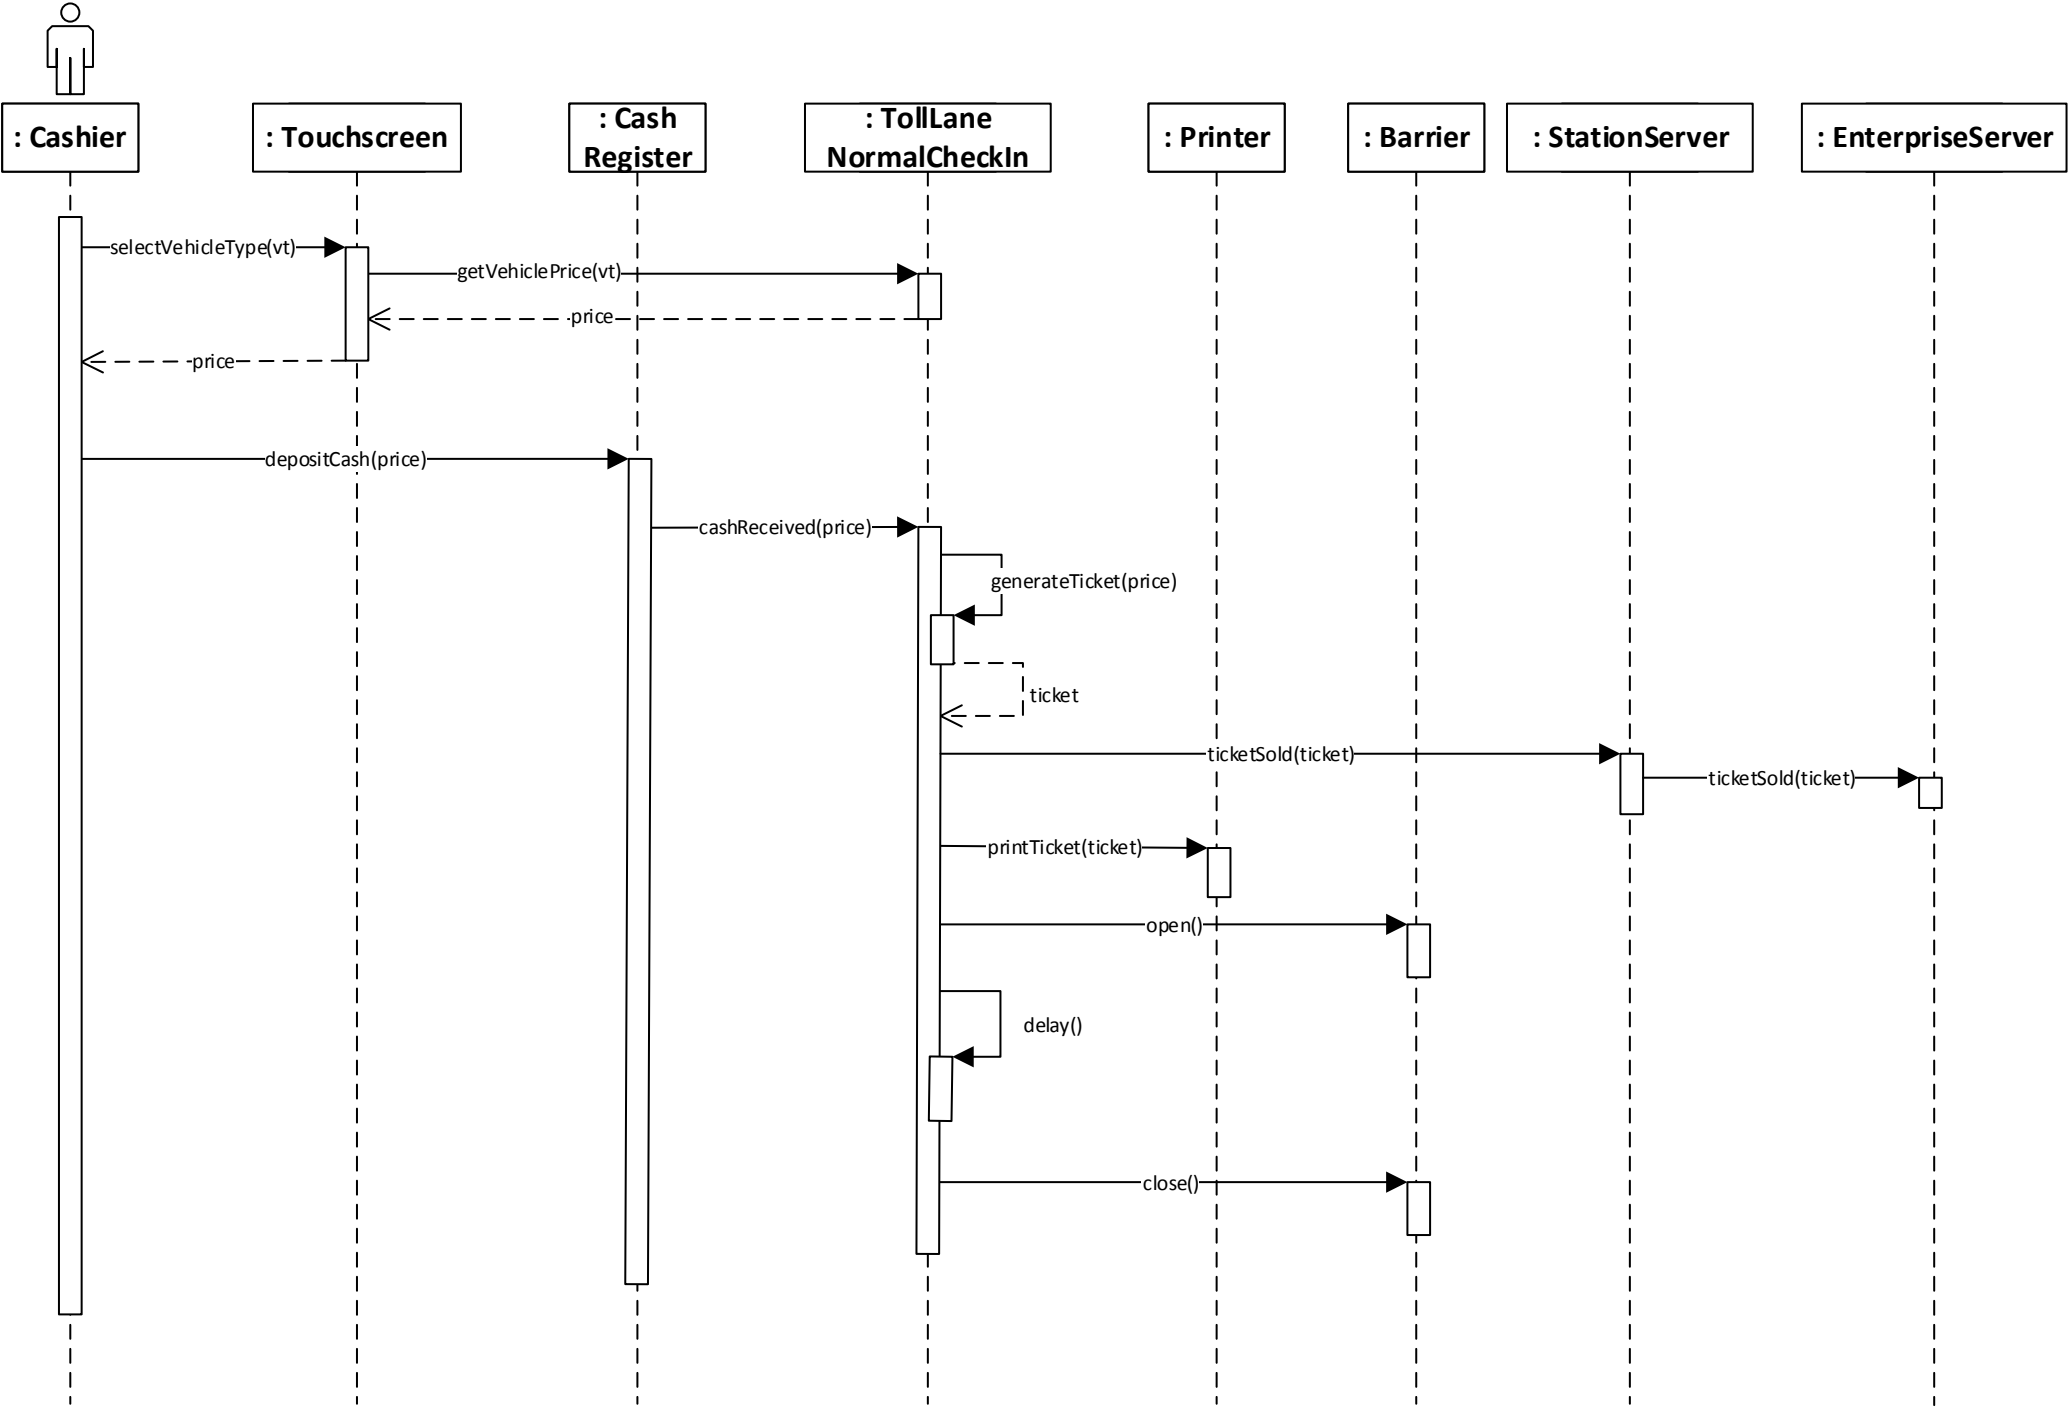 : Cashier
: Touchscreen
: Cash
Register
: TollLane
NormalCheckIn
: Printer
: Barrier
: StationServer
: EnterpriseServer
selectVehicleType(vt)
getVehiclePrice(vt)
price
price
depositCash(price)
cashReceived(price)
generateTicket(price)
ticket
ticketSold(ticket)
ticketSold(ticket)
printTicket(ticket)
open()
delay()
close()